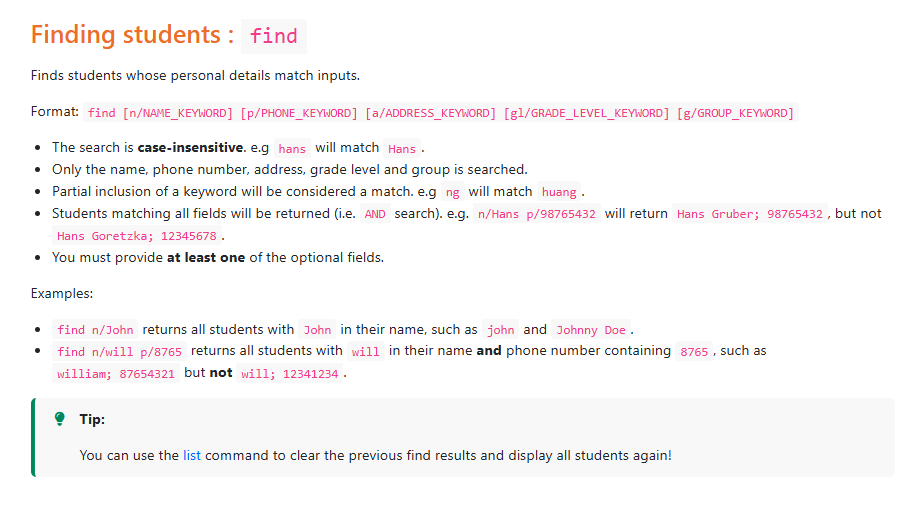 Finding students : find
Finds students whose personal details match inputs.
Format: find [n/NAME_KEYWORD] [p/PHONE_KEYWORD] [a/ADDRESS_KEYWORD] [gl/GRADE_LEVEL_KEYWORD] [g/GROUP_KEYWORD]
• The search is case-insensitive. e.g hans will match Hans .
• Only the name, phone number, address, grade level and group is searched.
• Partial inclusion of a keyword will be considered a match. e.g ng will match huang .
• Students matching all fields will be returned (i.e. AND search). e.g. n/Hans p/98765432 will return Hans Gruber; 98765432 , but not
Hans Goretzka; 12345678 .
• You must provide at least one of the optional fields.
Examples:
• find n/John returns all students with John in their name, such as john and Johnny Doe .
• find n/will p/8765 returns all students with will in their name and phone number containing 8765 , such as
william; 87654321 but not will; 12341234 .
Tip:
You can use the list command to clear the previous find results and display all students again!